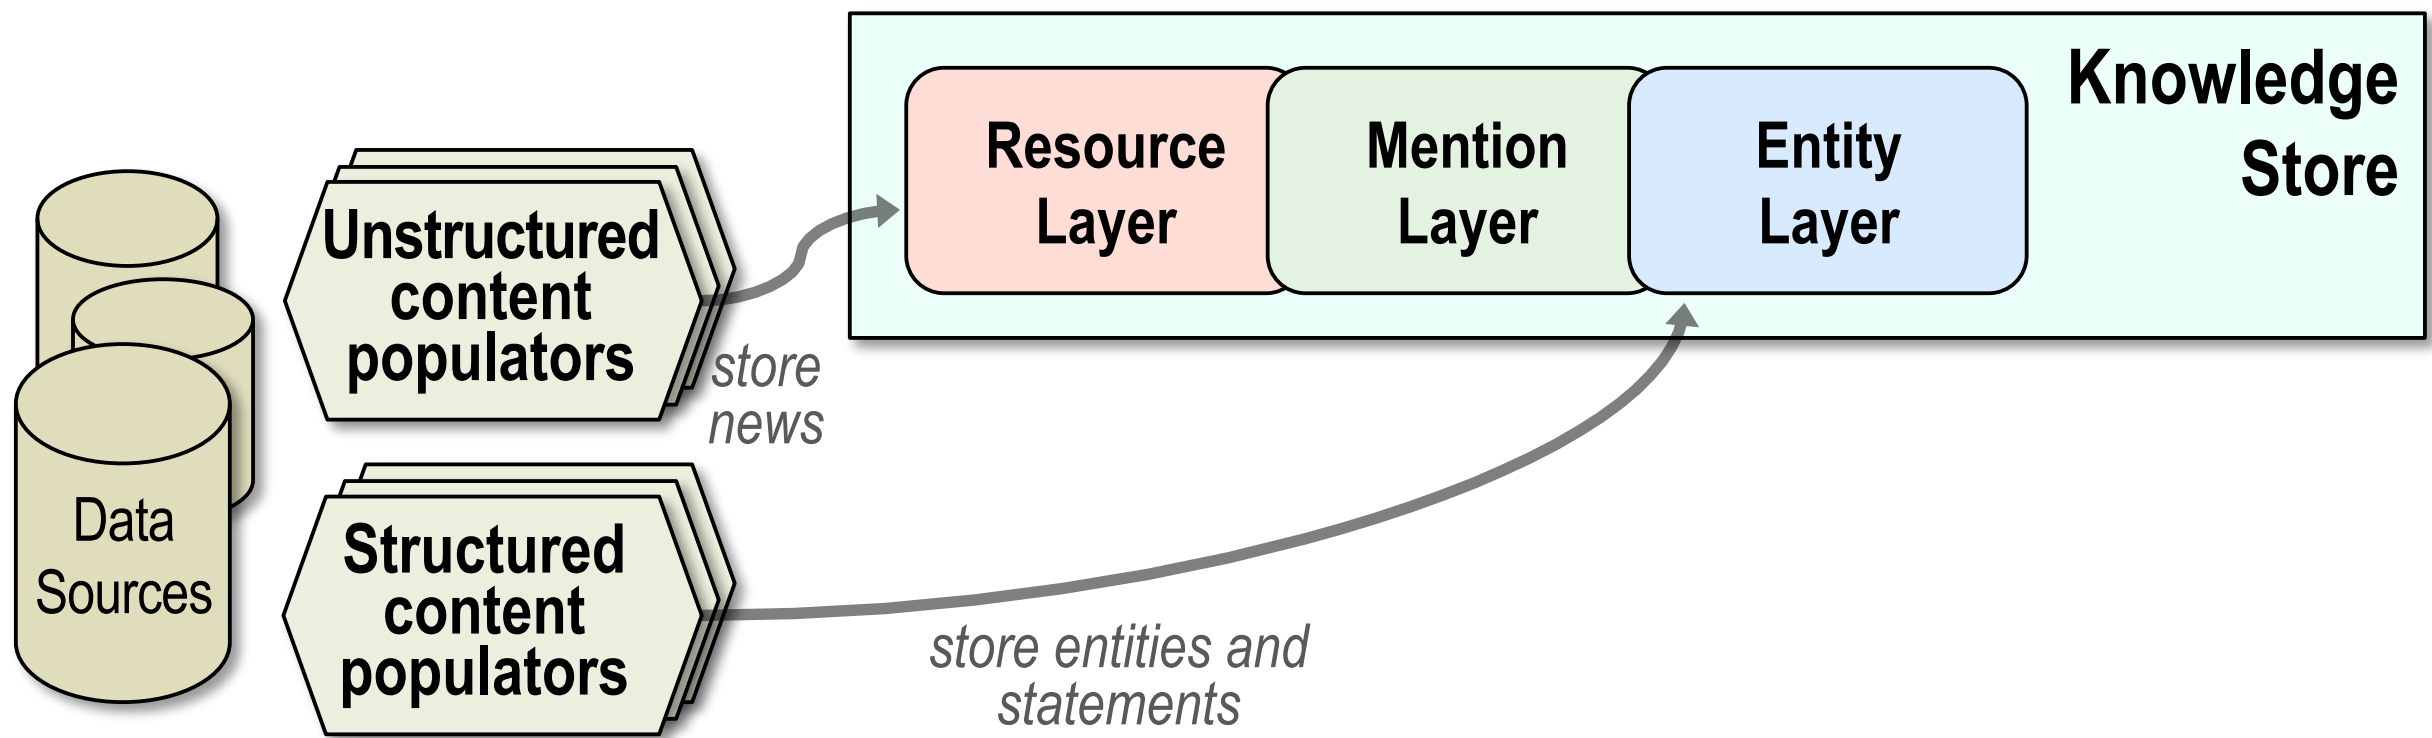 Knowledge
Store
Resource
Layer
Mention
Layer
Entity
Layer
Unstructured
content
populators
store
news
Data
Sources
Structured
content
populators
store entities and
statements